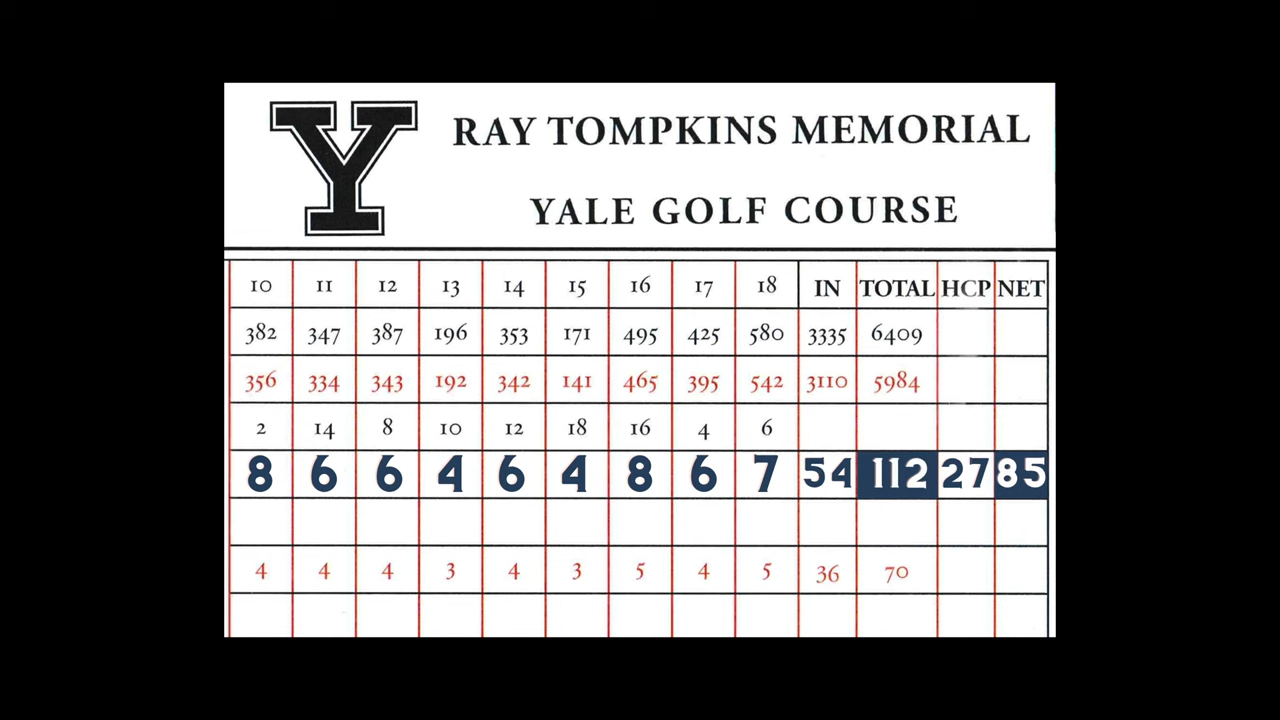 Y
RAY TOMPKINS MEMORIAL
YALE GOLF COURSE
10 11 12 13 14 15 16 17 18 IN TOTAL HCP NET
382 347 387 196 353 171 495 425 580 3335 6409
356 334 343 192 342 141 465 395 542 3110 5984
2 14 8 10 12 18 16 4 6
8 6 6 4 6 4 8 6 7 54 112 27 85
4 4 4 3 4 3 5 4 5 36 70